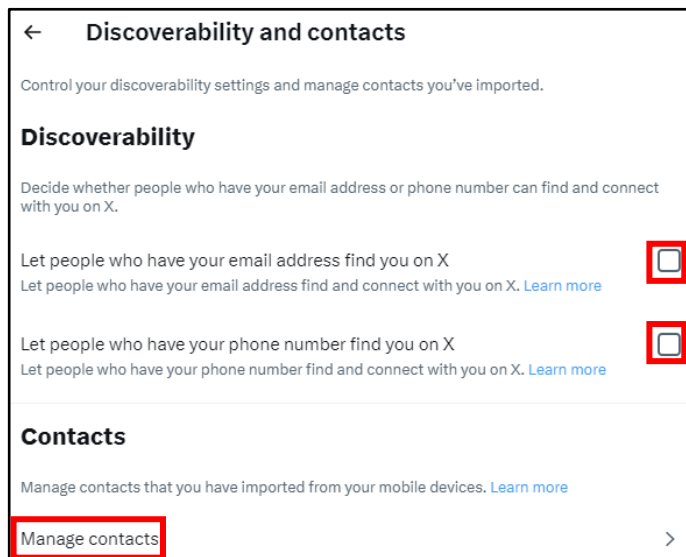 Discoverability and contacts
Control your discoverability settings and manage contacts you’ve imported.
Discoverability
Decide whether people who have your email address or phone number can find and connect
with you on X.
Let people who have your email address find you on X
Let people who have your email address find and connect with you on X. Learn more
Let people who have your phone number find you on X
Let people who have your phone number find and connect with you on X. Learn more
Contacts
Manage contacts that you have imported from your mobile devices. Learn more
Manage contacts